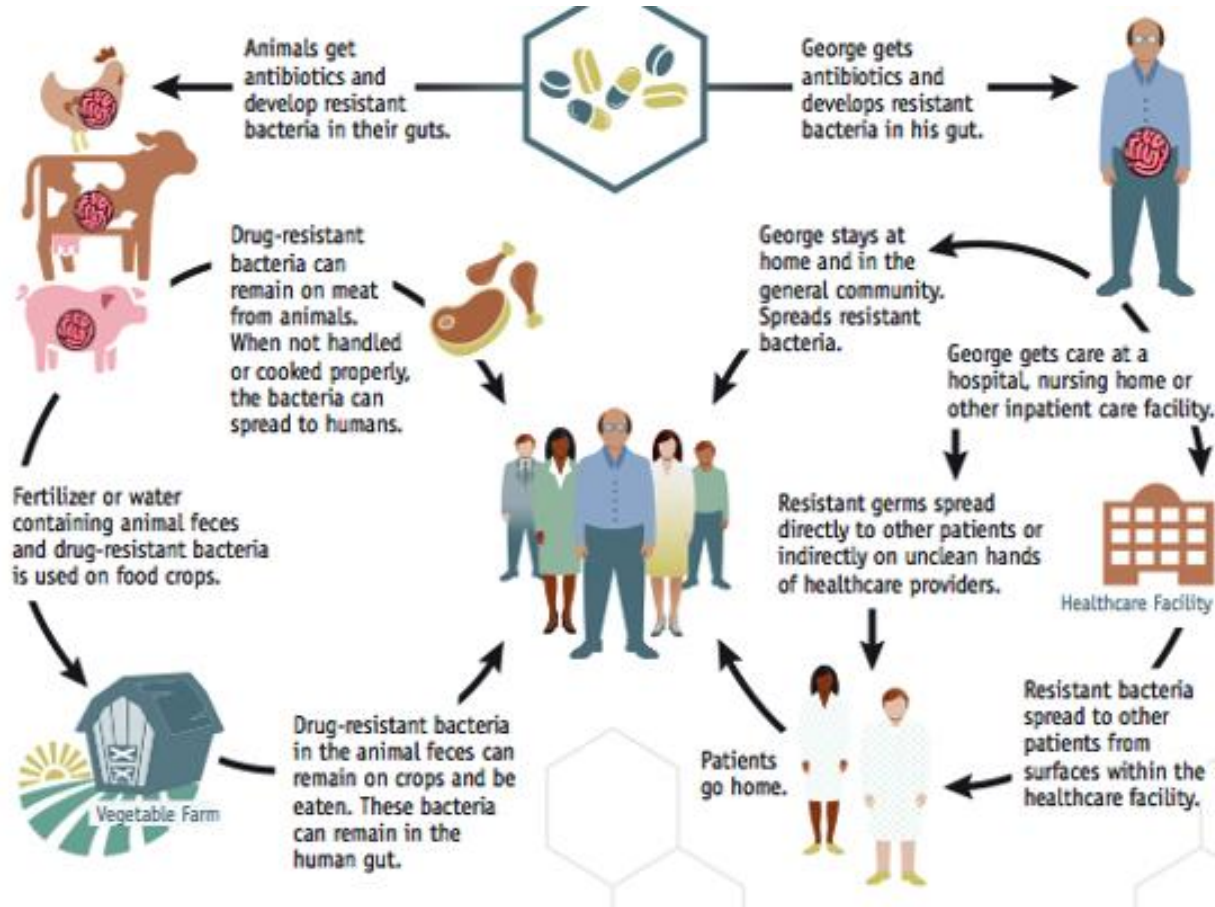 Animals get
antibiotics and
develop resistant
bacteria in their guts.
George gets
antibiotics and
develops resistant
bacteria in his gut.
Drug-resistant
bacteria can
remain on meat
from animals.
When not handled
or cooked properly,
the bacteria can
spread to humans.
George stays at
home and in the
general community.
Spreads resistant
bacteria.
George gets care at a
hospital, nursing home or
other inpatient care facility.
Fertilizer or water
containing animal feces
and drug-resistant bacteria
is used on food crops.
Resistant germs spread
directly to other patients or
indirectly on unclean hands
of healthcare providers.
Healthcare Facility
Vegetable Farm
Drug-resistant bacteria
in the animal feces can
remain on crops and be
eaten. These bacteria
can remain in the
human gut.
Patients
go home.
Resistant bacteria
spread to other
patients from
surfaces within the
healthcare facility.